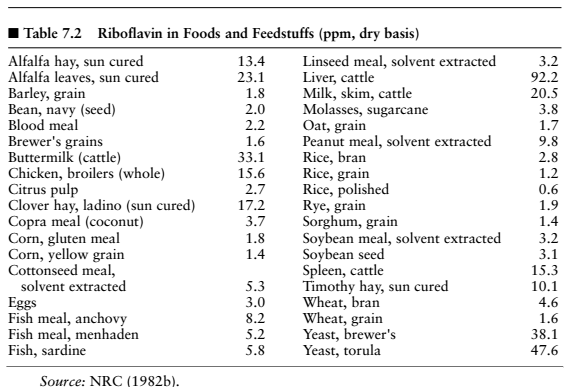 ■ Table 7.2 Riboflavin in Foods and Feedstuffs (ppm, dry basis)
Alfalfa hay, sun cured 13.4
Alfalfa leaves, sun cured 23.1
Barley, grain 1.8
Bean, navy (seed) 2.0
Blood meal 2.2
Brewer's grains 1.6
Buttermilk (cattle) 33.1
Chicken, broilers (whole) 15.6
Citrus pulp 2.7
Clover hay, ladino (sun cured) 17.2
Copra meal (coconut) 3.7
Corn, gluten meal 1.8
Corn, yellow grain 1.4
Cottonseed meal,
solvent extracted 5.3
Eggs 3.0
Fish meal, anchovy 8.2
Fish meal, menhaden 5.2
Fish, sardine 5.8
Linseed meal, solvent extracted 3.2
Liver, cattle 92.2
Milk, skim, cattle 20.5
Molasses, sugarcane 3.8
Oat, grain 1.7
Peanut meal, solvent extracted 9.8
Rice, bran 2.8
Rice, grain 1.2
Rice, polished 0.6
Rye, grain 1.9
Sorghum, grain 1.4
Soybean meal, solvent extracted 3.2
Soybean seed 3.1
Spleen, cattle 15.3
Timothy hay, sun cured 10.1
Wheat, bran 4.6
Wheat, grain 1.6
Yeast, brewer's 38.1
Yeast, torula 47.6
Source: NRC (1982b).